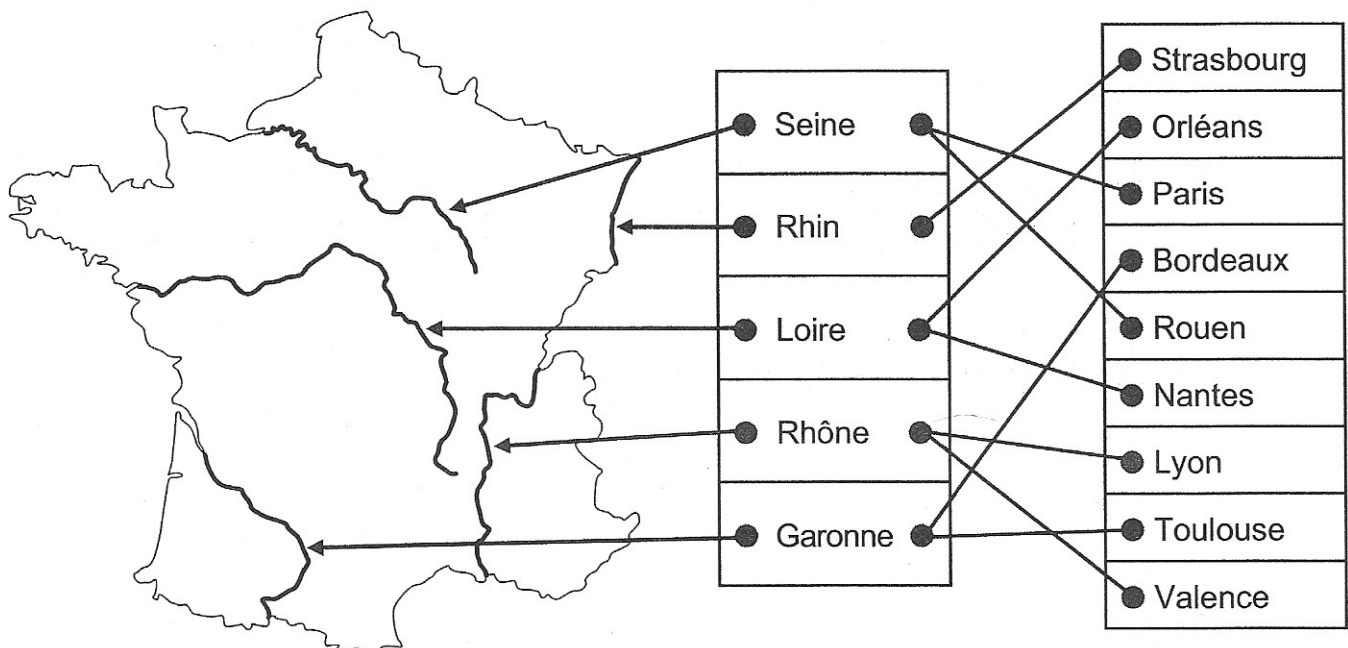 Seine
Rhin
Loire
Rhône
Garonne
Strasbourg
Orléans
Paris
Bordeaux
Rouen
Nantes
Lyon
Toulouse
Valence